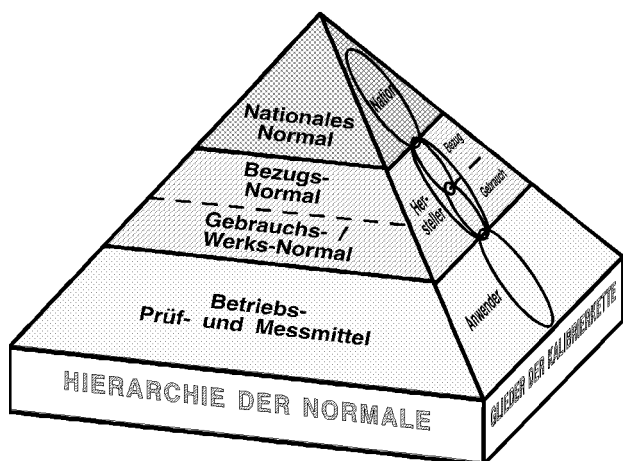 Nationales
Normal
Bezugs-
Normal
Gebrauchs- /
Werks-Normal
Betriebs-
Prüf- und Messmittel
HIERARCHIE DER NORMALE
Nation
Bezug
Gebrauch
Her-
steller
Anwender
GLIEDER DER KALIBRIERKETTE